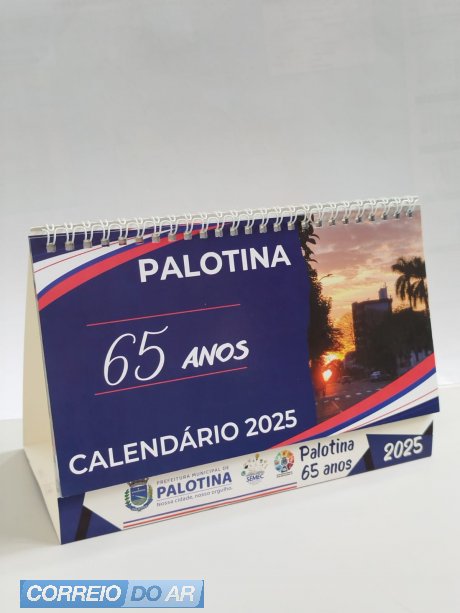 PALOTINA
65 ANOS
CALENDÁRIO 2025
PREFEITURA MUNICIPAL DE
PALOTINA
Nossa cidade, nosso orgulho.
SEMEC
Palotina
65 anos
2025
CORREIO DO AR